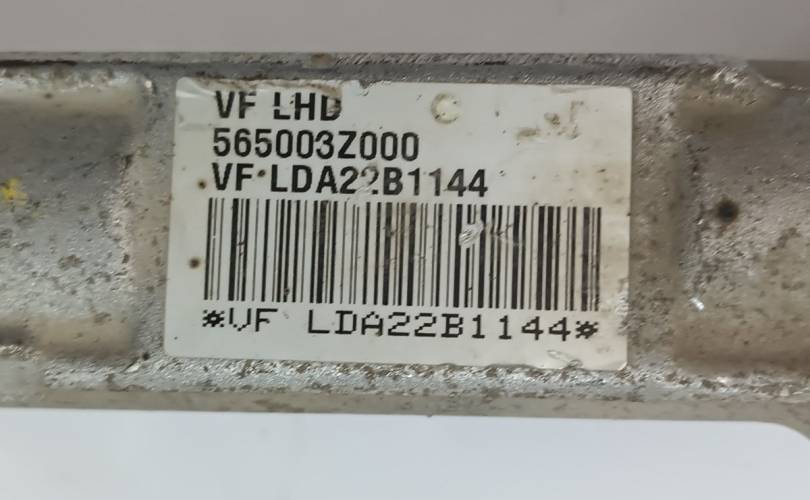 VF LHD
565003Z000
VF LDA22B1144
*VF LDA22B1144*